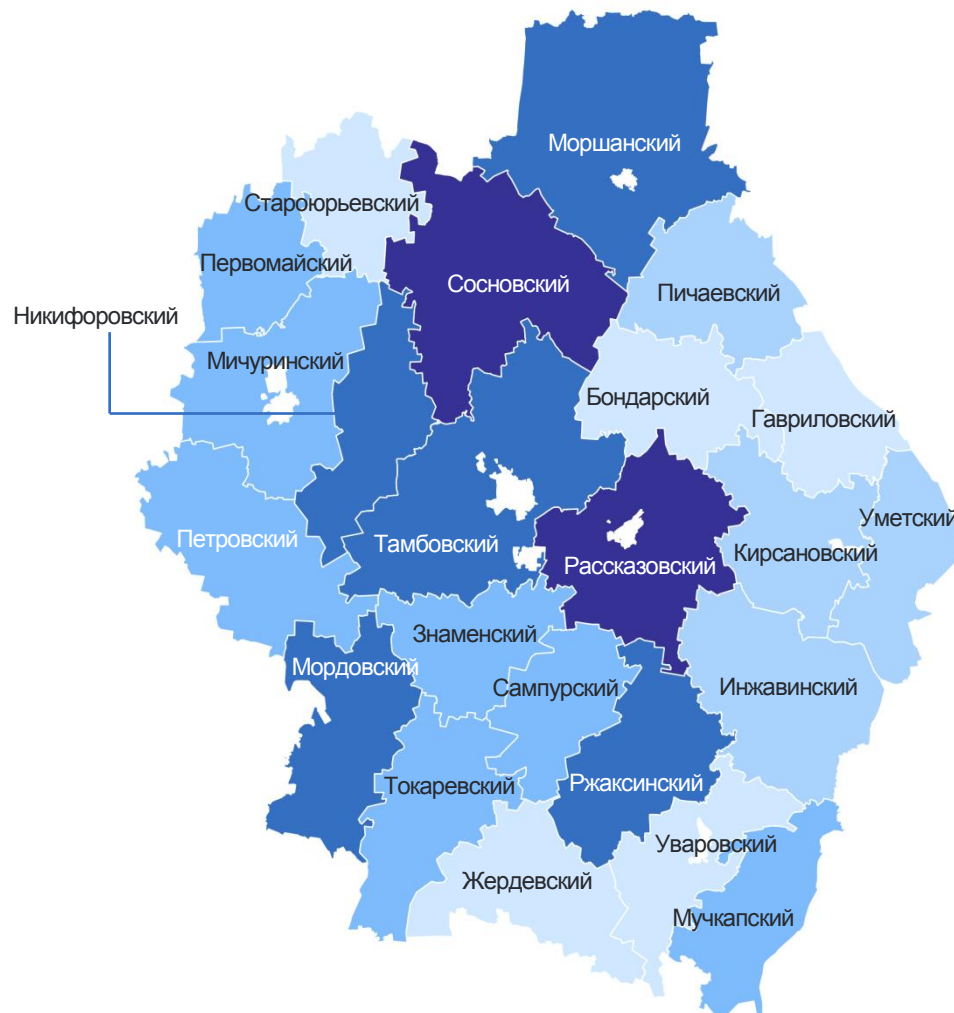 Моршанский
Староюрьевский
Первомайский
Сосновский
Пичаевский
Никифоровский
Мичуринский
Бондарский
Гавриловский
Уметский
Петровский
Тамбовский
Кирсановский
Рассказовский
Знаменский
Мордовский
Сампурский
Инжавинский
Токаревский
Ржаксинский
Уваровский
Жердевский
Мучкапский